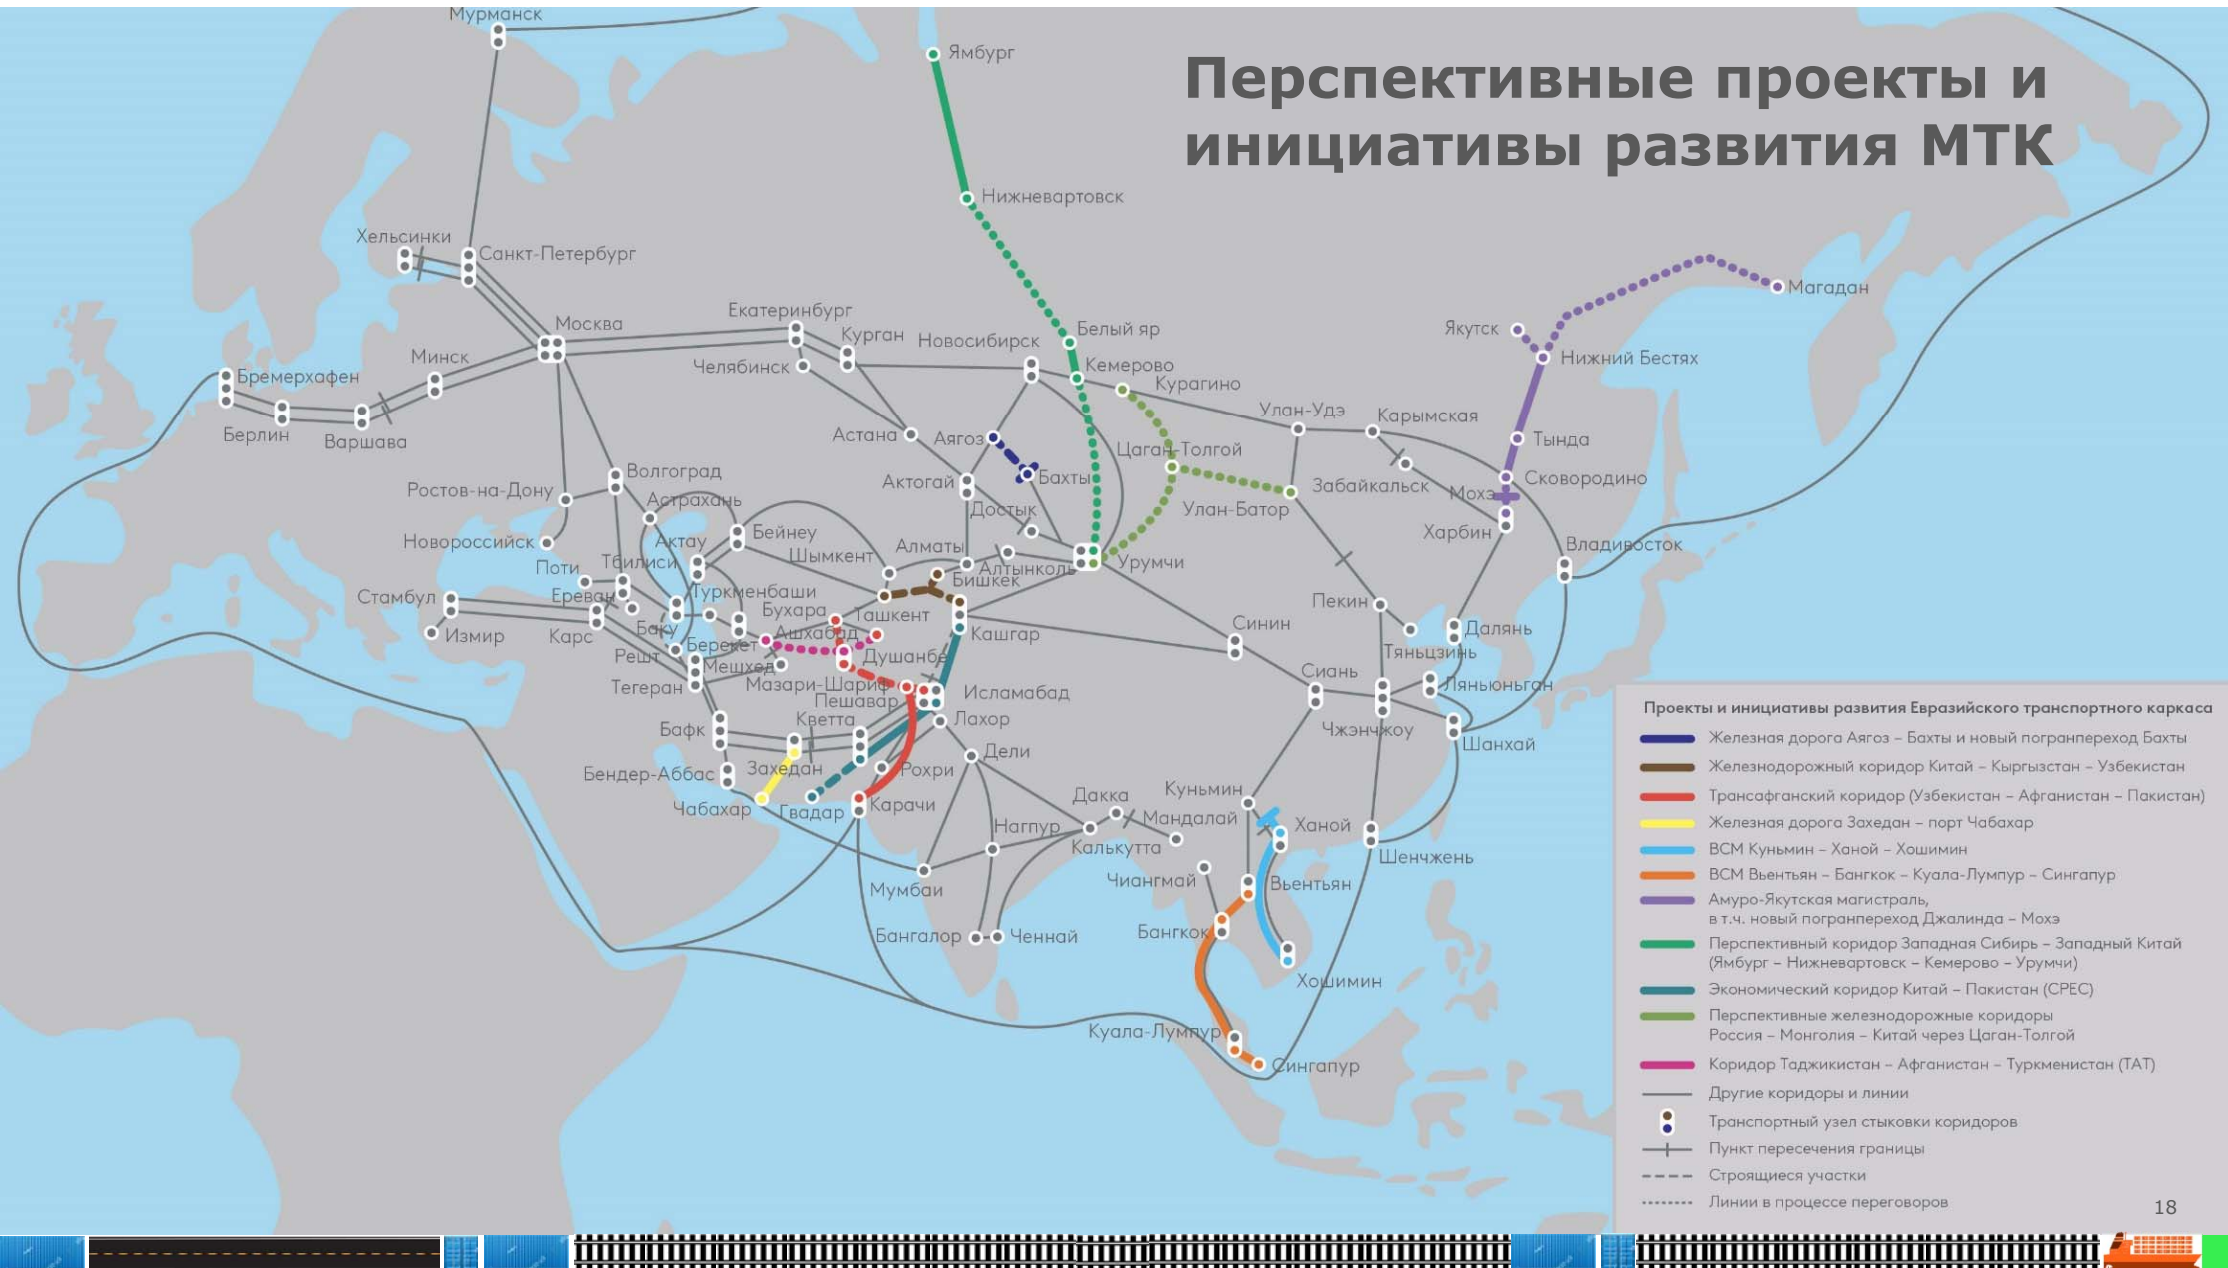 Мурманск
Ямбург
Перспективные проекты и
инициативы развития МТК
Нижневартовск
Хельсинки
Санкт-Петербург
Магадан
Екатеринбург
Москва
Курган
Новосибирск
Белый яр
Якутск
Минск
Челябинск
Кемерово
Нижний Бестях
Бремерхафен
Курагино
Улан-Удэ
Карымская
Берлин
Варшава
Астана
Аягоз
Тында
Цаган-Толгой
Волгоград
Актогай
Бахты
Сковородино
Ростов-на-Дону
Астрахань
Забайкальск
Мохэ
Достык
Улан-Батор
Новороссийск
Актау
Бейнеу
Харбин
Шымкент
Алматы
Владивосток
Поти
Тбилиси
Алтынколь
Урумчи
Бишкек
Стамбул
Ереван
Туркменбаши
Бухара
Ташкент
Пекин
Измир
Карс
Баку
Ашхабад
Кашгар
Синин
Далянь
Решт
Берекет
Душанбе
Тяньцзинь
Мешхед
Тегеран
Мазари-Шариф
Исламабад
Сиань
Ляньюньган
Пешавар
Бафк
Кветта
Лахор
Чжэнчжоу
Шанхай
Дели
Бендер-Аббас
Захедан
Рохри
Чабахар
Гвадар
Карачи
Дакка
Куньмин
Мандалай
Ханой
Нагпур
Калькутта
Шенчжень
Мумбаи
Чиангмай
Вьентьян
Бангалор
Ченнай
Бангкок
Хошимин
Куала-Лумпур
Сингапур
Проекты и инициативы развития Евразийского транспортного каркаса
Железная дорога Аягоз – Бахты и новый погранпереход Бахты
Железнодорожный коридор Китай – Кыргызстан – Узбекистан
Трансафганский коридор (Узбекистан – Афганистан – Пакистан)
Железная дорога Захедан – порт Чабахар
ВСМ Куньмин – Ханой – Хошимин
ВСМ Вьентьян – Бангкок – Куала-Лумпур – Сингапур
Амуро-Якутская магистраль,
в т.ч. новый погранпереход Джалинда – Мохэ
Перспективный коридор Западная Сибирь – Западный Китай
(Ямбург – Нижневартовск – Кемерово – Урумчи)
Экономический коридор Китай – Пакистан (CPEC)
Перспективные железнодорожные коридоры
Россия – Монголия – Китай через Цаган-Толгой
Коридор Таджикистан – Афганистан – Туркменистан (ТАТ)
Другие коридоры и линии
Транспортный узел стыковки коридоров
Пункт пересечения границы
Строящиеся участки
Линии в процессе переговоров
18